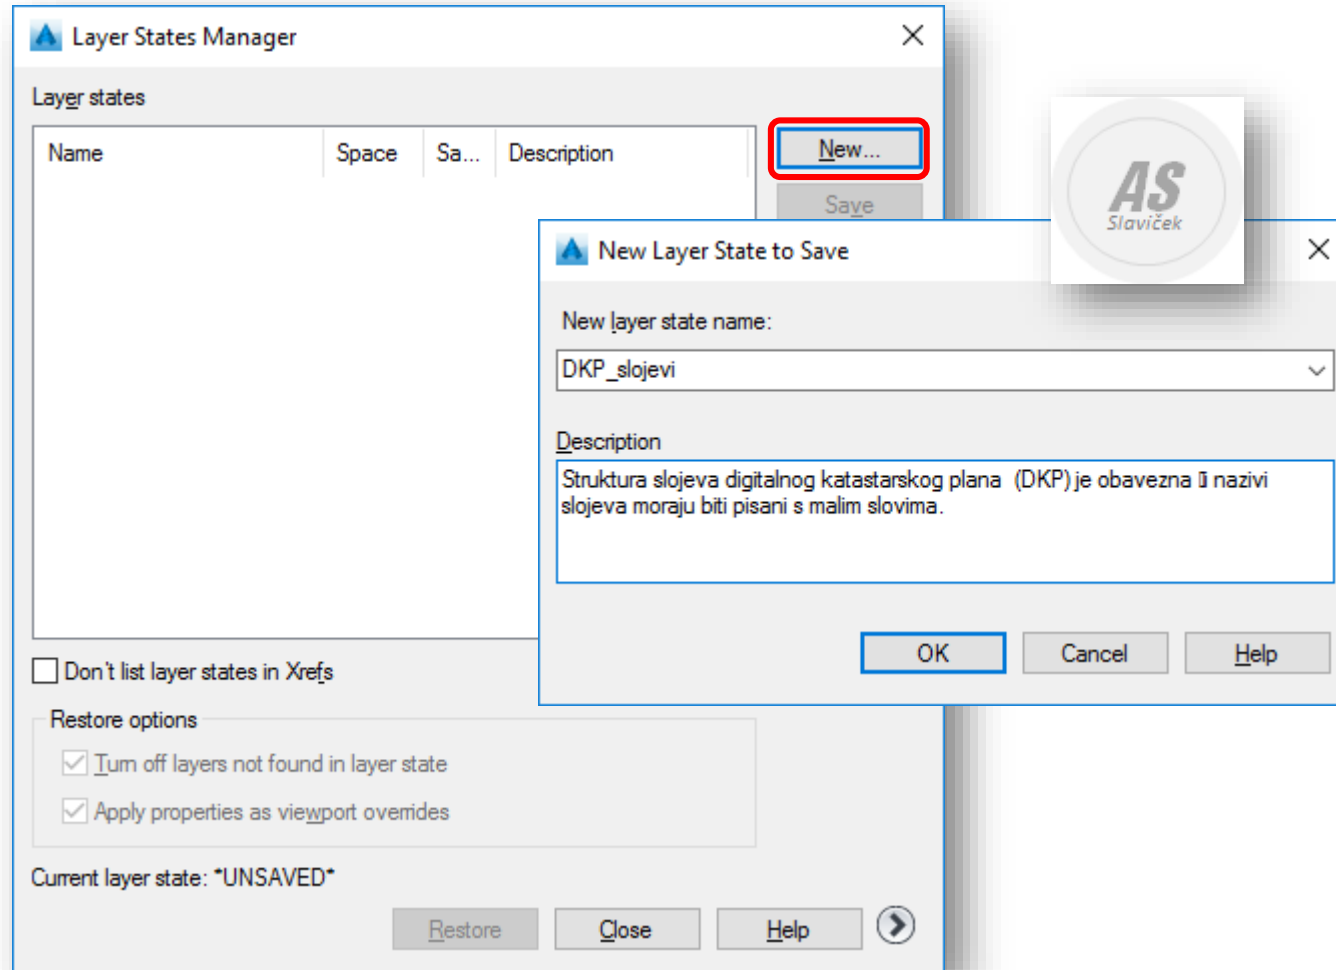 Layer States Manager
Layer states
Name Space Sa... Description
New...
Save
AS
Slaviček
New Layer State to Save
New layer state name:
DKP_slojevi
Description
Struktura slojeva digitalnog katastarskog plana (DKP) je obavezna i nazivi
slojeva moraju biti pisani s malim slovima.
OK Cancel Help
Don't list layer states in Xrefs
Restore options
Turn off layers not found in layer state
Apply properties as viewport overrides
Current layer state: *UNSAVED*
Restore Close Help